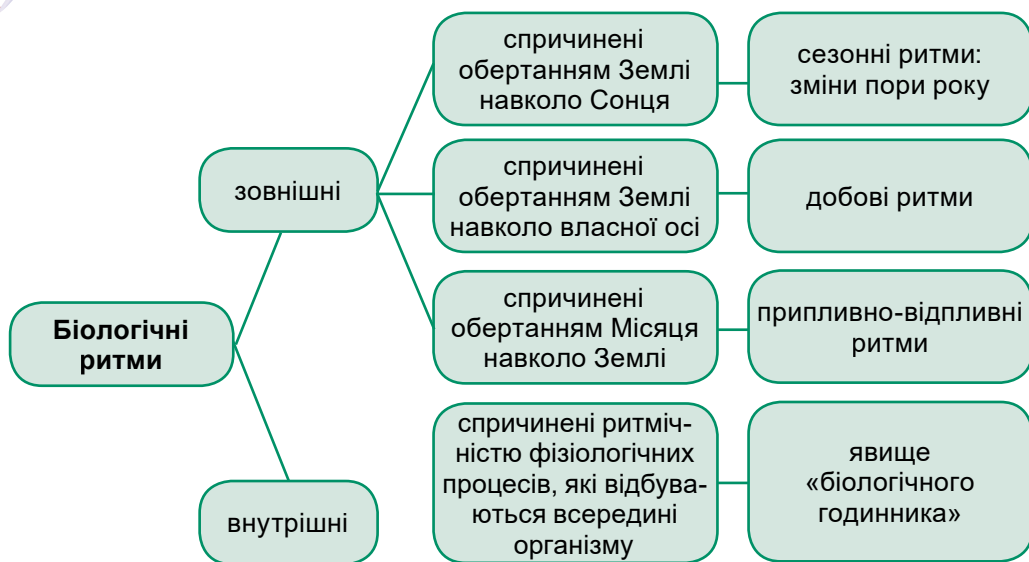 Біологічні
ритми
зовнішні
спричинені
обертанням Землі
навколо Сонця
сезонні ритми:
зміни пори року
спричинені
обертанням Землі
навколо власної осі
добові ритми
спричинені
обертанням Місяця
навколо Землі
припливно-відпливні
ритми
внутрішні
спричинені ритміч-
ністю фізіологічних
процесів, які відбува-
ються всередині
організму
явище
«біологічного
годинника»